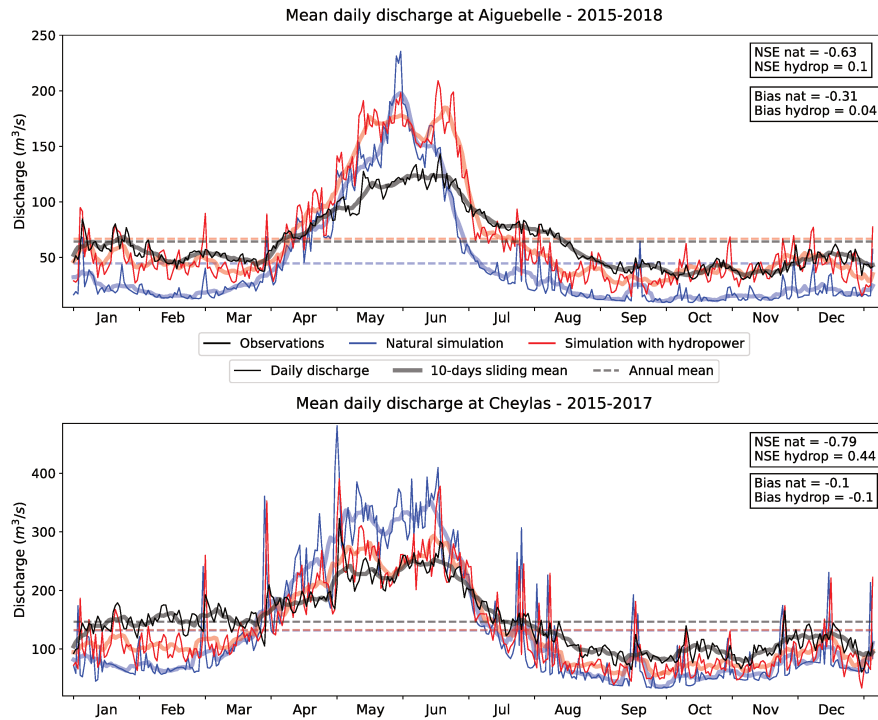 Mean daily discharge at Aiguebelle - 2015-2018
250
200
150
100
50
Discharge (m³/s)
NSE nat = -0.63
NSE hydrop = 0.1
Bias nat = -0.31
Bias hydrop = 0.04
Jan Feb Mar Apr May Jun Jul Aug Sep Oct Nov Dec
Observations Natural simulation Simulation with hydropower
Daily discharge 10-days sliding mean Annual mean
Mean daily discharge at Cheylas - 2015-2017
400
300
200
100
Discharge (m³/s)
NSE nat = -0.79
NSE hydrop = 0.44
Bias nat = -0.1
Bias hydrop = -0.1
Jan Feb Mar Apr May Jun Jul Aug Sep Oct Nov Dec